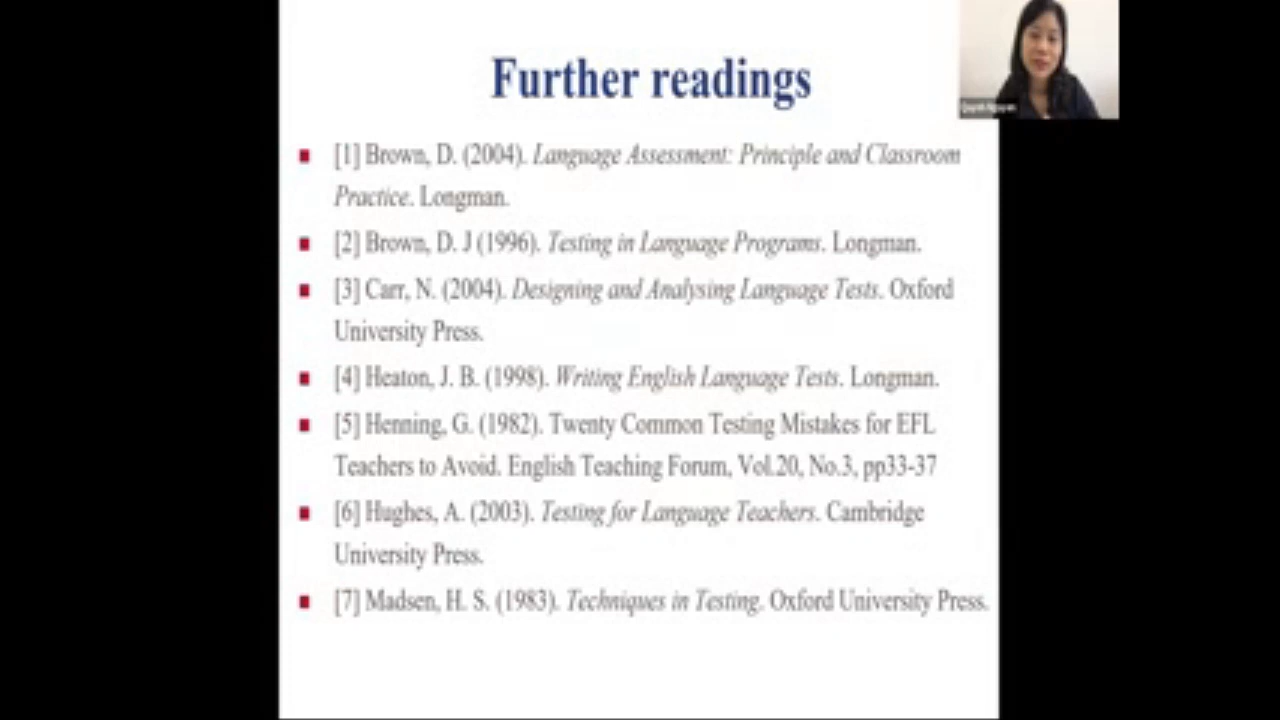 Further readings
[1] Brown, D. (2004). Language Assessment: Principle and Classroom
Practice. Longman.
[2] Brown, D. J (1996). Testing in Language Programs. Longman.
[3] Carr, N. (2004). Designing and Analysing Language Tests. Oxford
University Press.
[4] Heaton, J. B. (1998). Writing English Language Tests. Longman.
[5] Henning, G. (1982). Twenty Common Testing Mistakes for EFL
Teachers to Avoid. English Teaching Forum, Vol.20, No.3, pp33-37
[6] Hughes, A. (2003). Testing for Language Teachers. Cambridge
University Press.
[7] Madsen, H. S. (1983). Techniques in Testing. Oxford University Press.